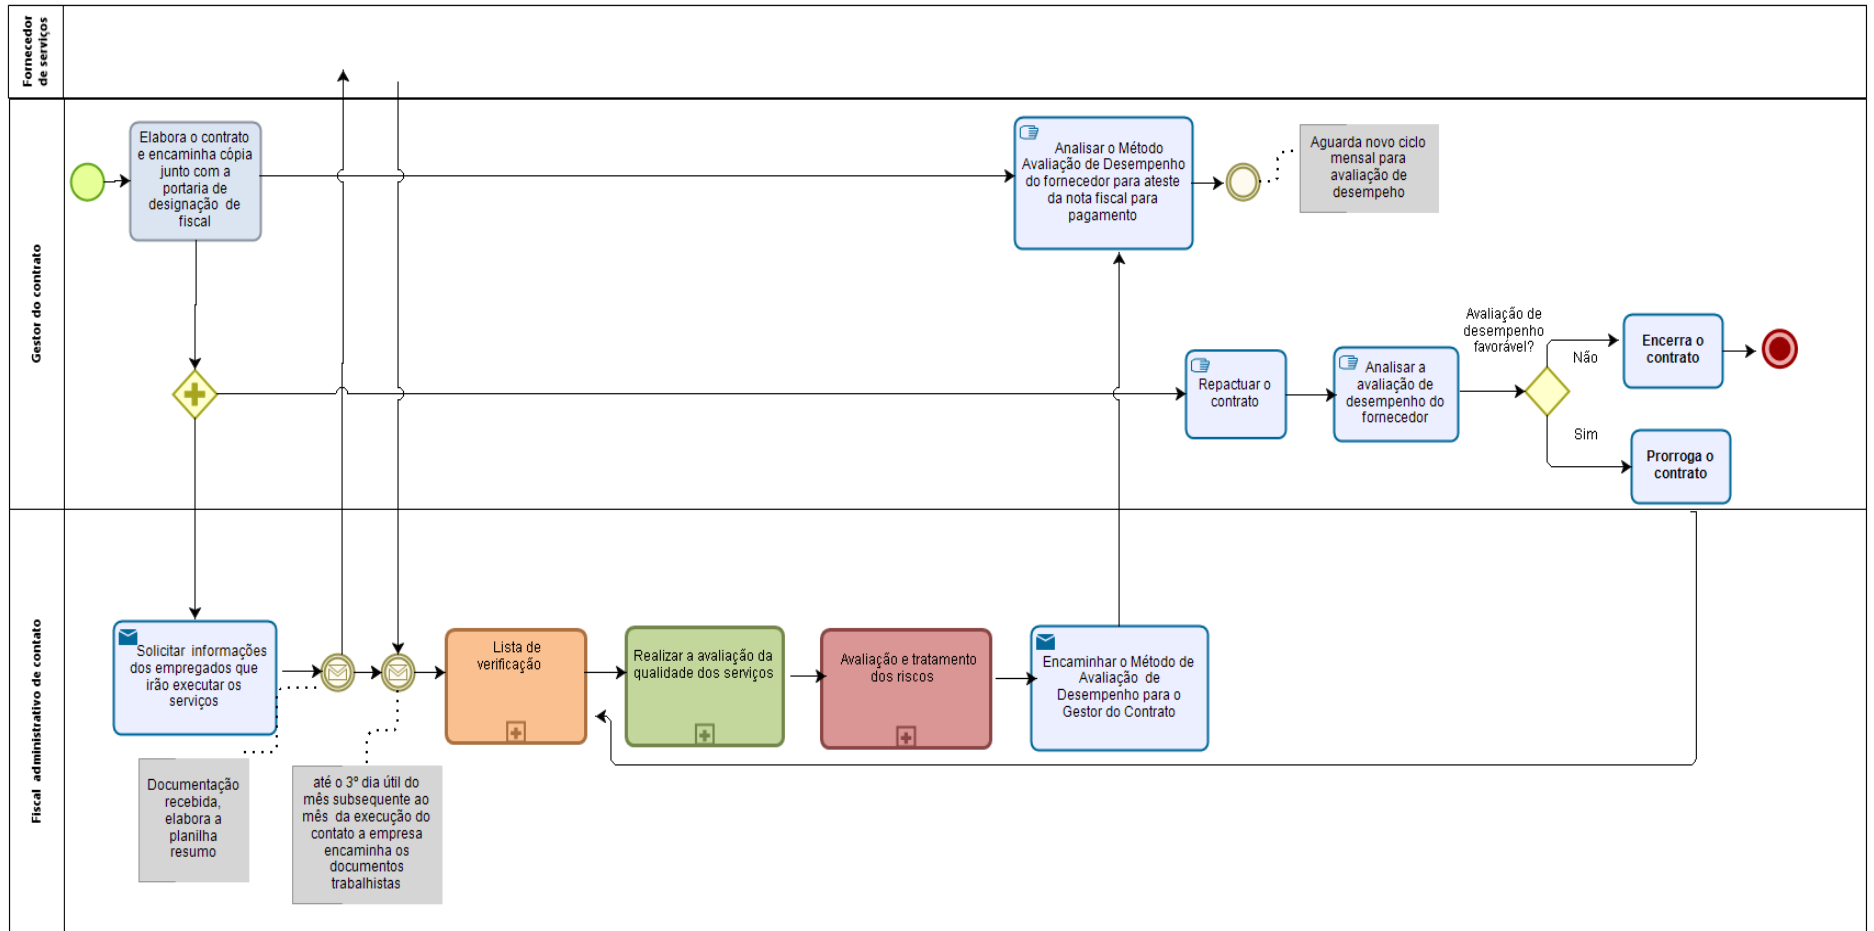 Fornecedor
de serviços
Gestor do contrato
Elabora o contrato
e encaminha cópia
junto com a
portaria de
designação de
fiscal
Analisar o Método
Avaliação de Desempenho
do fornecedor para ateste
da nota fiscal para
pagamento
Aguarda novo ciclo
mensal para
avaliação de
desempeho
Repactuar o
contrato
Analisar a
avaliação de
desempenho do
fornecedor
Avaliação de
desempenho
favorável?
Não
Sim
Encerra o
contrato
Prorroga o
contrato
Fiscal administrativo de contato
Solicitar informações
dos empregados que
irão executar os
serviços
Documentação
recebida,
elabora a
planilha
resumo
até o 3º dia útil do
mês subsequente ao
mês da execução do
contato a empresa
encaminha os
documentos
trabalhistas
Lista de
verificação
Realizar a avaliação da
qualidade dos serviços
Avaliação e tratamento
dos riscos
Encaminhar o Método de
Avaliação de
Desempenho para o
Gestor do Contrato